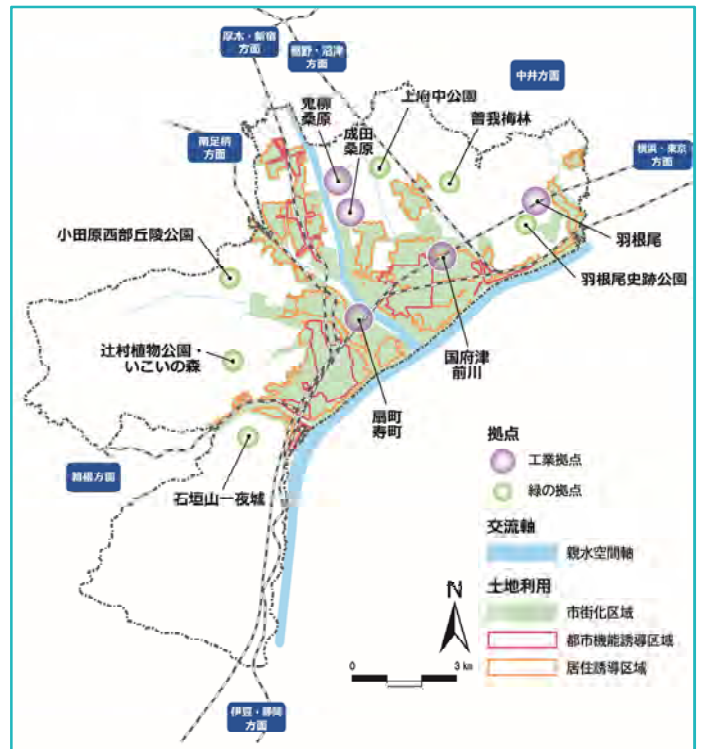 厚木・新宿
方面
裾野・沼津
方面
中井方面
鬼柳
桑原
上府中公園
成田
桑原
曽我梅林
南足柄
方面
横浜・東京
方面
小田原西部丘陵公園
羽根尾
羽根尾史跡公園
辻村植物公園・
いこいの森
国府津
前川
扇町
寿町
箱根方面
石垣山一夜城
拠点
工業拠点
緑の拠点
交流軸
親水空間軸
土地利用
市街化区域
都市機能誘導区域
居住誘導区域
N
0 3 km
伊豆・静岡
方面